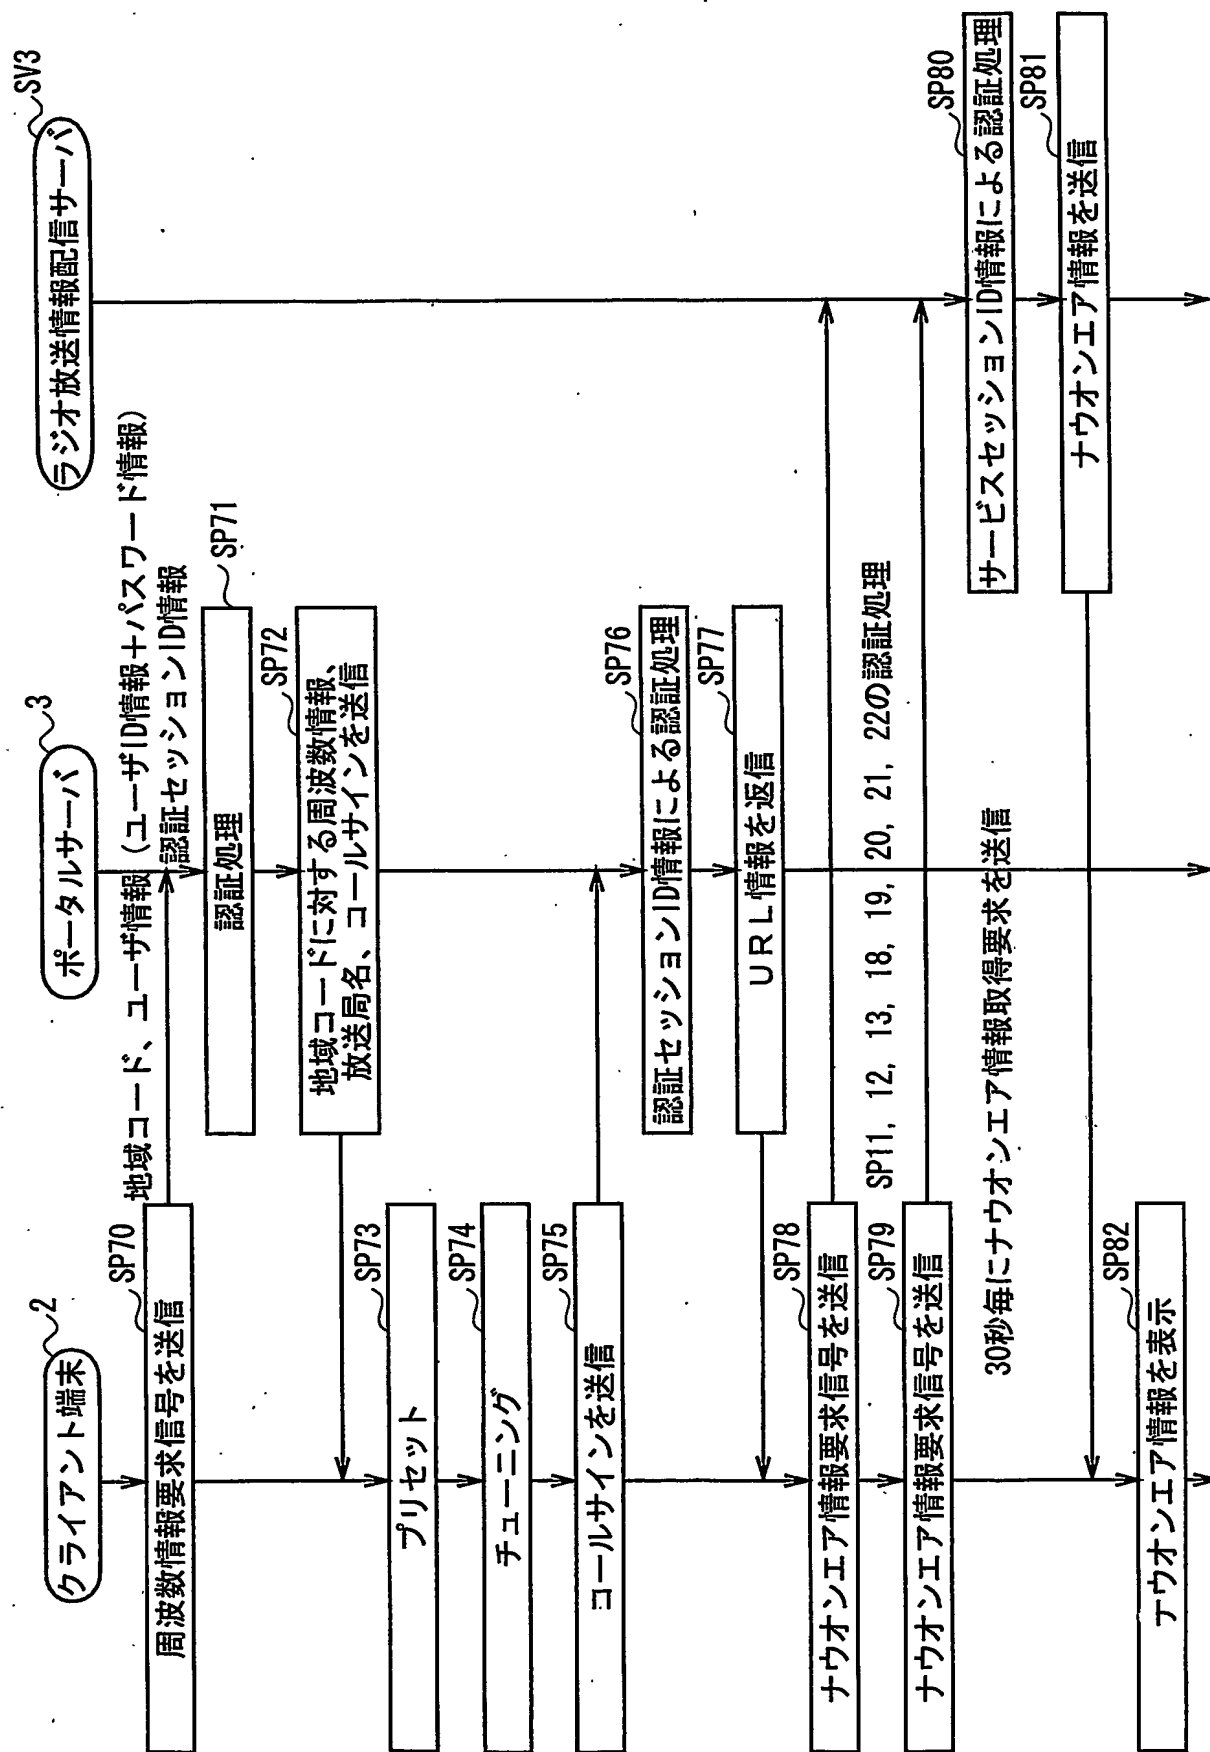 クライアント端末
2
ポータルサーバ
3
ラジオ放送情報配信サーバ
SV3
SP70
周波数情報要求信号を送信
地域コード、ユーザ情報(ユーザID情報+パスワード情報)
認証セッションID情報
SP71
認証処理
SP72
地域コードに対する周波数情報、
放送局名、コールサインを送信
SP73
プリセット
SP74
チューニング
SP75
コールサインを送信
SP76
認証セッションID情報による認証処理
SP77
URL情報を返信
SP78
ナウオンエア情報要求信号を送信
SP11, 12, 13, 18, 19, 20, 21, 22の認証処理
SP79
ナウオンエア情報要求信号を送信
SP80
サービスセッションID情報による認証処理
30秒毎にナウオンエア情報取得要求を送信
SP81
ナウオンエア情報を送信
SP82
ナウオンエア情報を表示